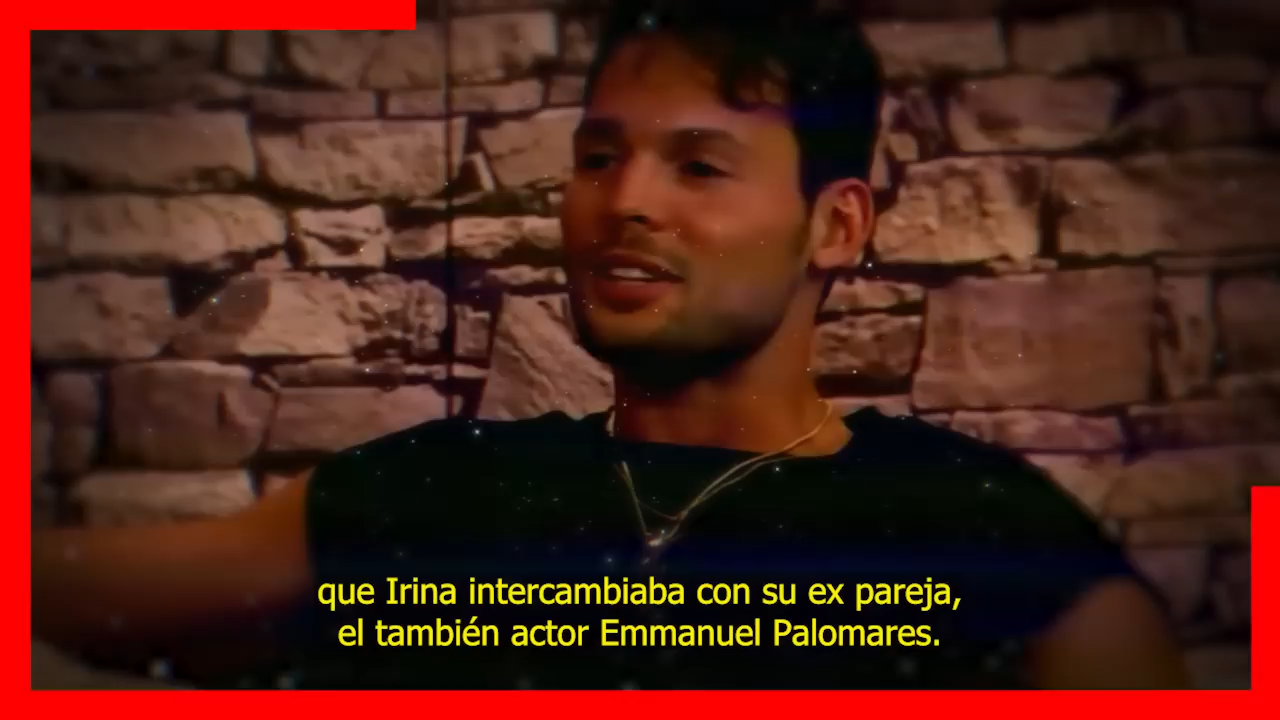 que Irina intercambiaba con su ex pareja,
el también actor Emmanuel Palomares.